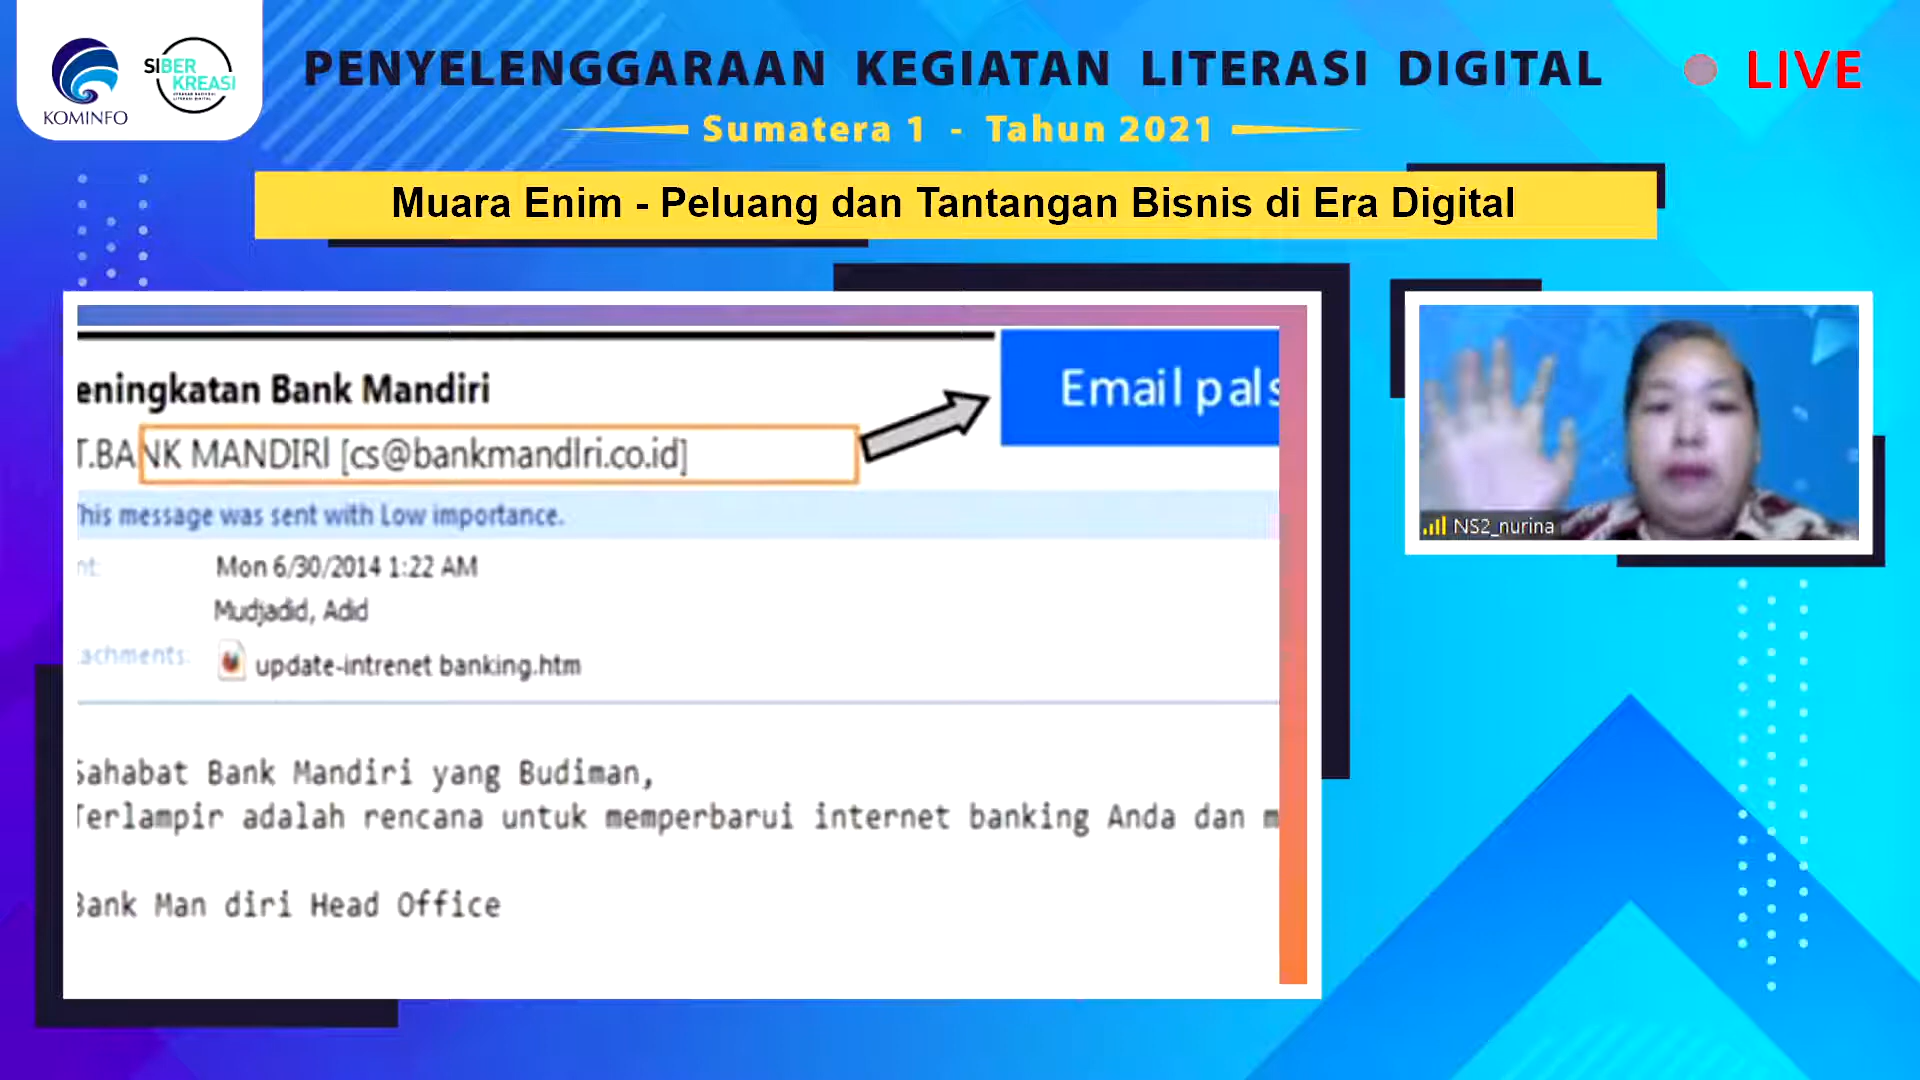 KOMINFO
SIBER
KREASI
PENYELENGGARAAN KEGIATAN LITERASI DIGITAL
LIVE
Sumatera 1 - Tahun 2021
Muara Enim - Peluang dan Tantangan Bisnis di Era Digital
eningkatan Bank Mandiri
Email pals
T.BANK MANDIRI [cs@bankmandlri.co.id]
This message was sent with Low importance.
nt:
Mon 6/30/2014 1:22 AM
Mudjadid, Adid
achments:
update-intrenet banking.htm
NS2_nurina
Sahabat Bank Mandiri yang Budiman,
Terlampir adalah rencana untuk memperbarui internet banking Anda dan m
Bank Man diri Head Office